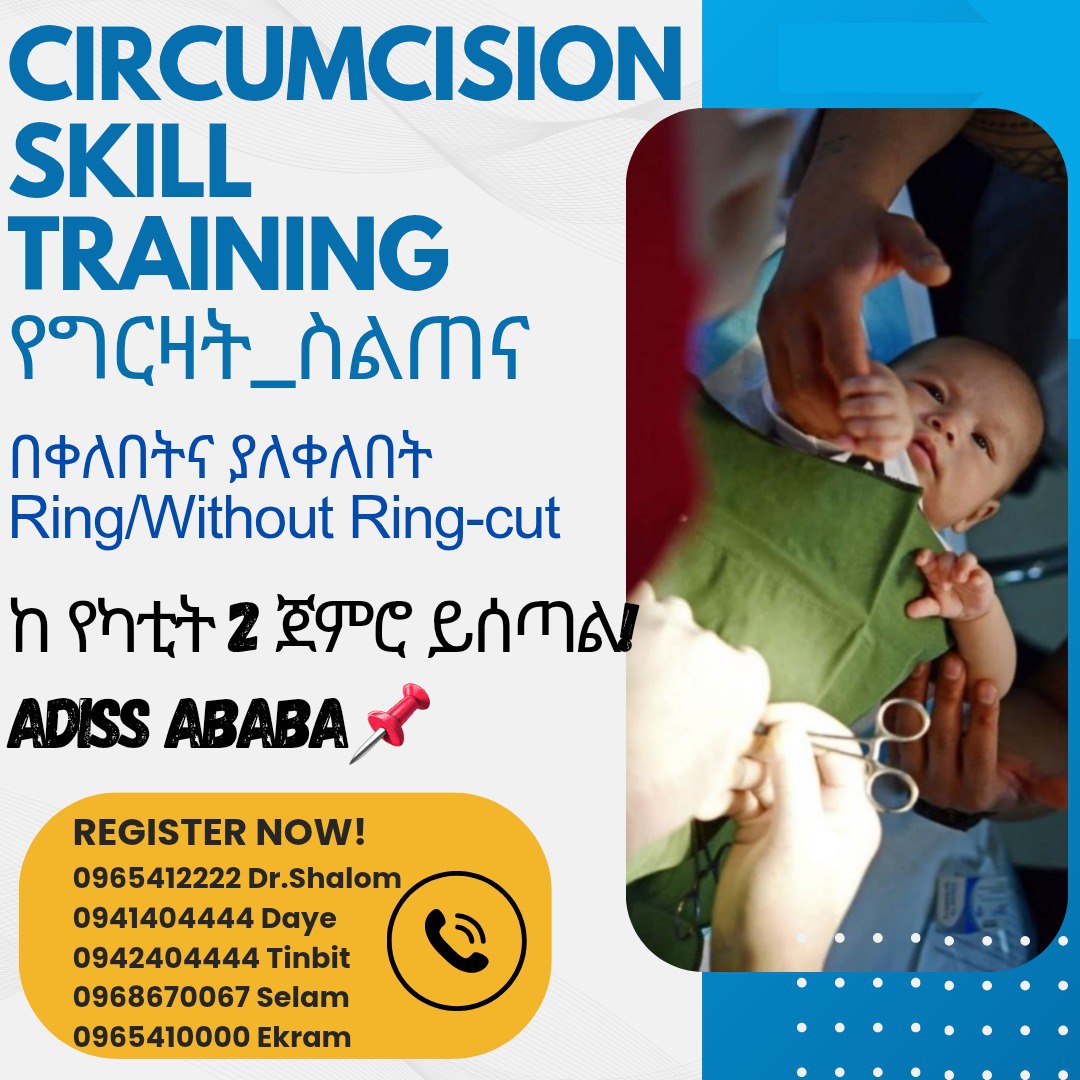 CIRCUMCISION
SKILL
TRAINING
የግርዛት_ስልጠና
በቀለበትና ያለቀለበት
Ring/Without Ring-cut
ከ የካቲት 2 ጀምሮ ይሰጣል!
ADISS ABABA
REGISTER NOW!
0965412222 Dr.Shalom
0941404444 Daye
0942404444 Tinbit
0968670067 Selam
0965410000 Ekram